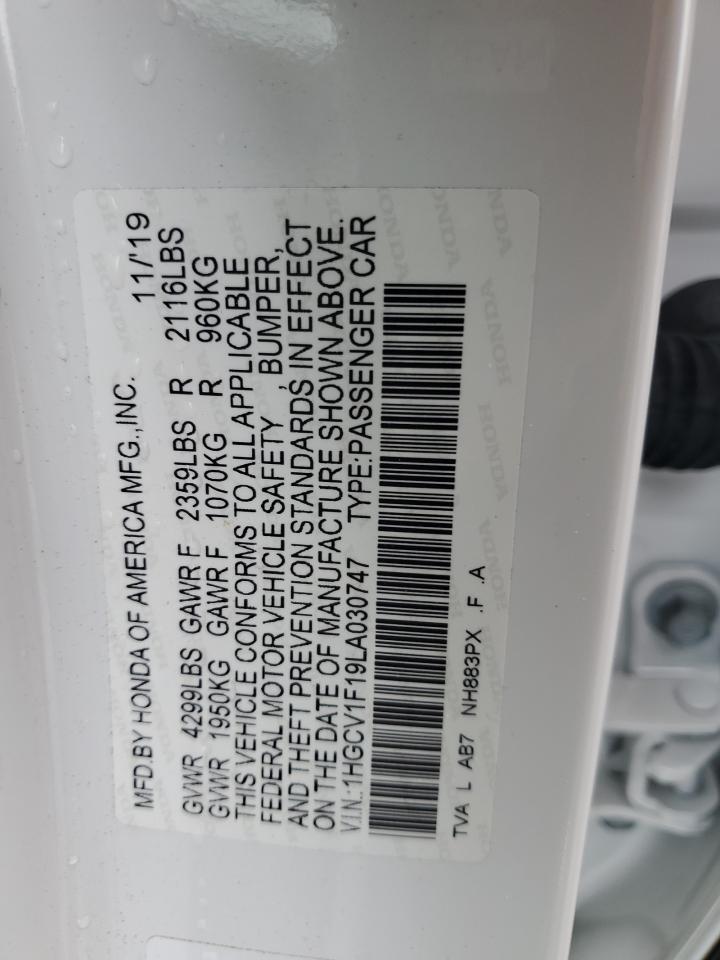 MFD.BY HONDA OF AMERICA MFG.,INC. 11/'19
GVWR 4299LBS GAWR F 2359LBS R 2116LBS
GVWR 1950KG GAWR F 1070KG R 960KG
THIS VEHICLE CONFORMS TO ALL APPLICABLE
FEDERAL MOTOR VEHICLE SAFETY , BUMPER,
AND THEFT PREVENTION STANDARDS IN EFFECT
ON THE DATE OF MANUFACTURE SHOWN ABOVE.
V.I.N.:1HGCV1F19LA030747 TYPE:PASSENGER CAR
TVA L AB7 NH883PX .F .A